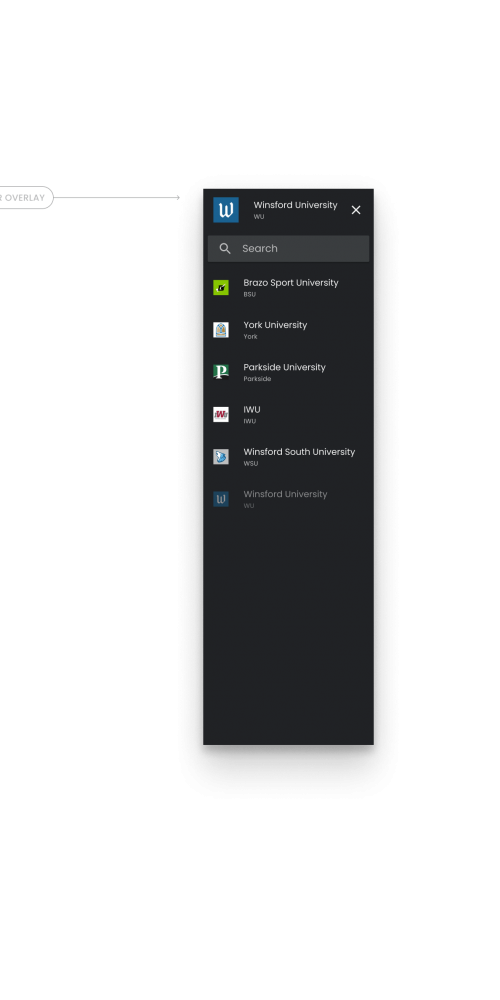 R OVERLAY
W
Winsford University
WU
Search
Brazo Sport University
BSU
York University
York
P
Parkside University
Parkside
IWU
IWU
IWU
Winsford South University
WSU
W
Winsford University
WU